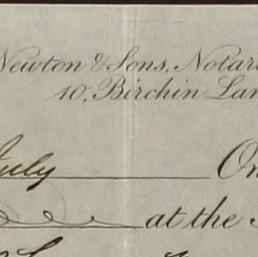 Newton & Sons, Notar
10, Birchin Lan
July On
at the